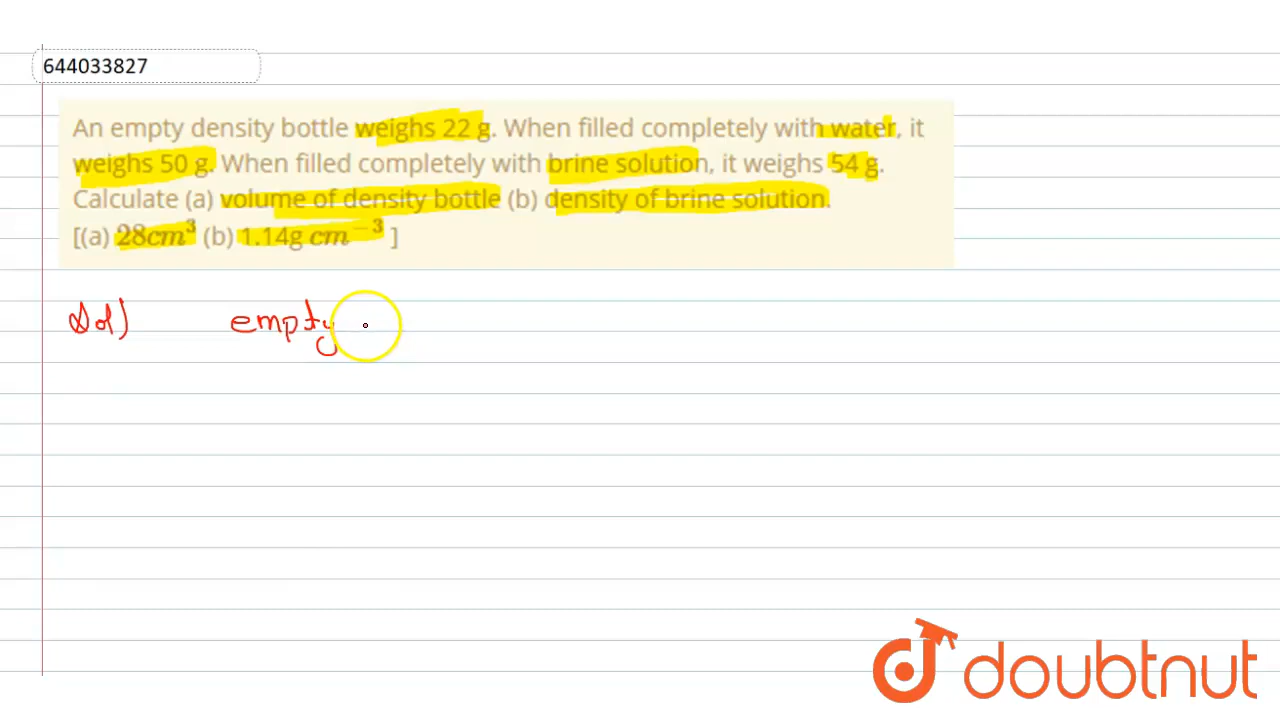 644033827
An empty density bottle weighs 22 g. When filled completely with water, it
weighs 50 g. When filled completely with brine solution, it weighs 54 g.
Calculate (a) volume of density bottle (b) density of brine solution.
[(a) 28cm³ (b) 1.14g cm⁻³ ]
Sol) empty
doubtnut